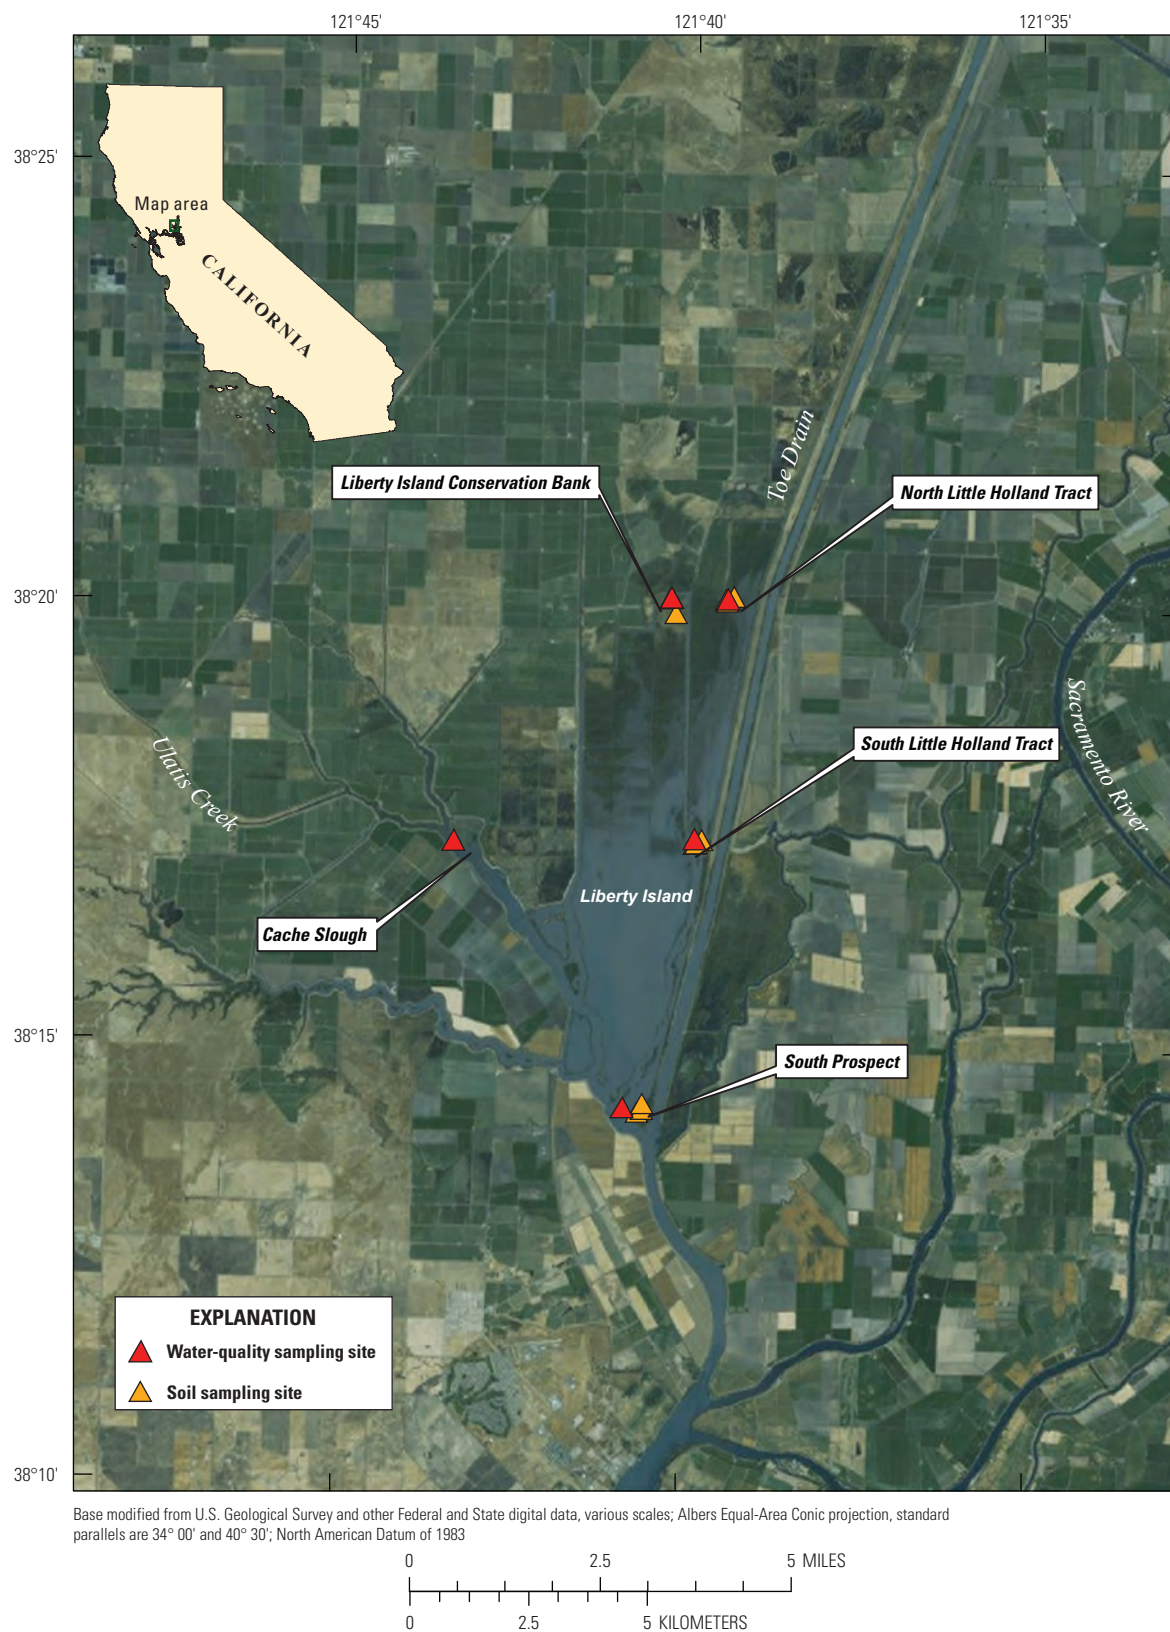 121°45' 121°40' 121°35'
38°25'
38°20'
38°15'
38°10'
Map area
CALIFORNIA
Toe Drain
Liberty Island Conservation Bank
North Little Holland Tract
Sacramento River
Ulatis Creek
South Little Holland Tract
Liberty Island
Cache Slough
South Prospect
EXPLANATION
Water-quality sampling site
Soil sampling site
Base modified from U.S. Geological Survey and other Federal and State digital data, various scales; Albers Equal-Area Conic projection, standard
parallels are 34° 00' and 40° 30'; North American Datum of 1983
0 2.5 5 MILES
0 2.5 5 KILOMETERS